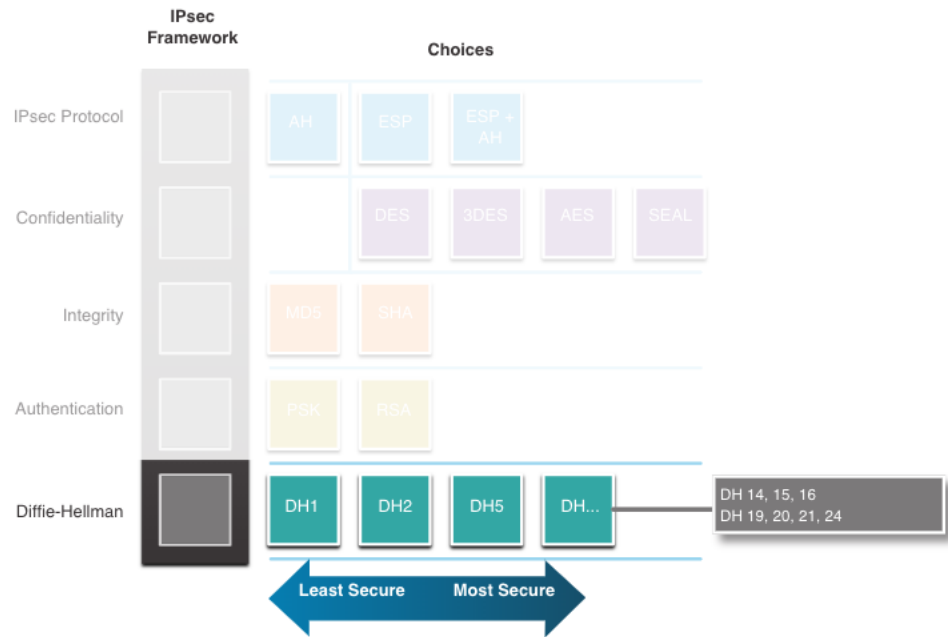 IPsec
Framework
Choices
IPsec Protocol
AH
ESP
ESP +
AH
Confidentiality
DES
3DES
AES
SEAL
Integrity
MD5
SHA
Authentication
PSK
RSA
Diffie-Hellman
DH1
DH2
DH5
DH...
DH 14, 15, 16
DH 19, 20, 21, 24
Least Secure
Most Secure